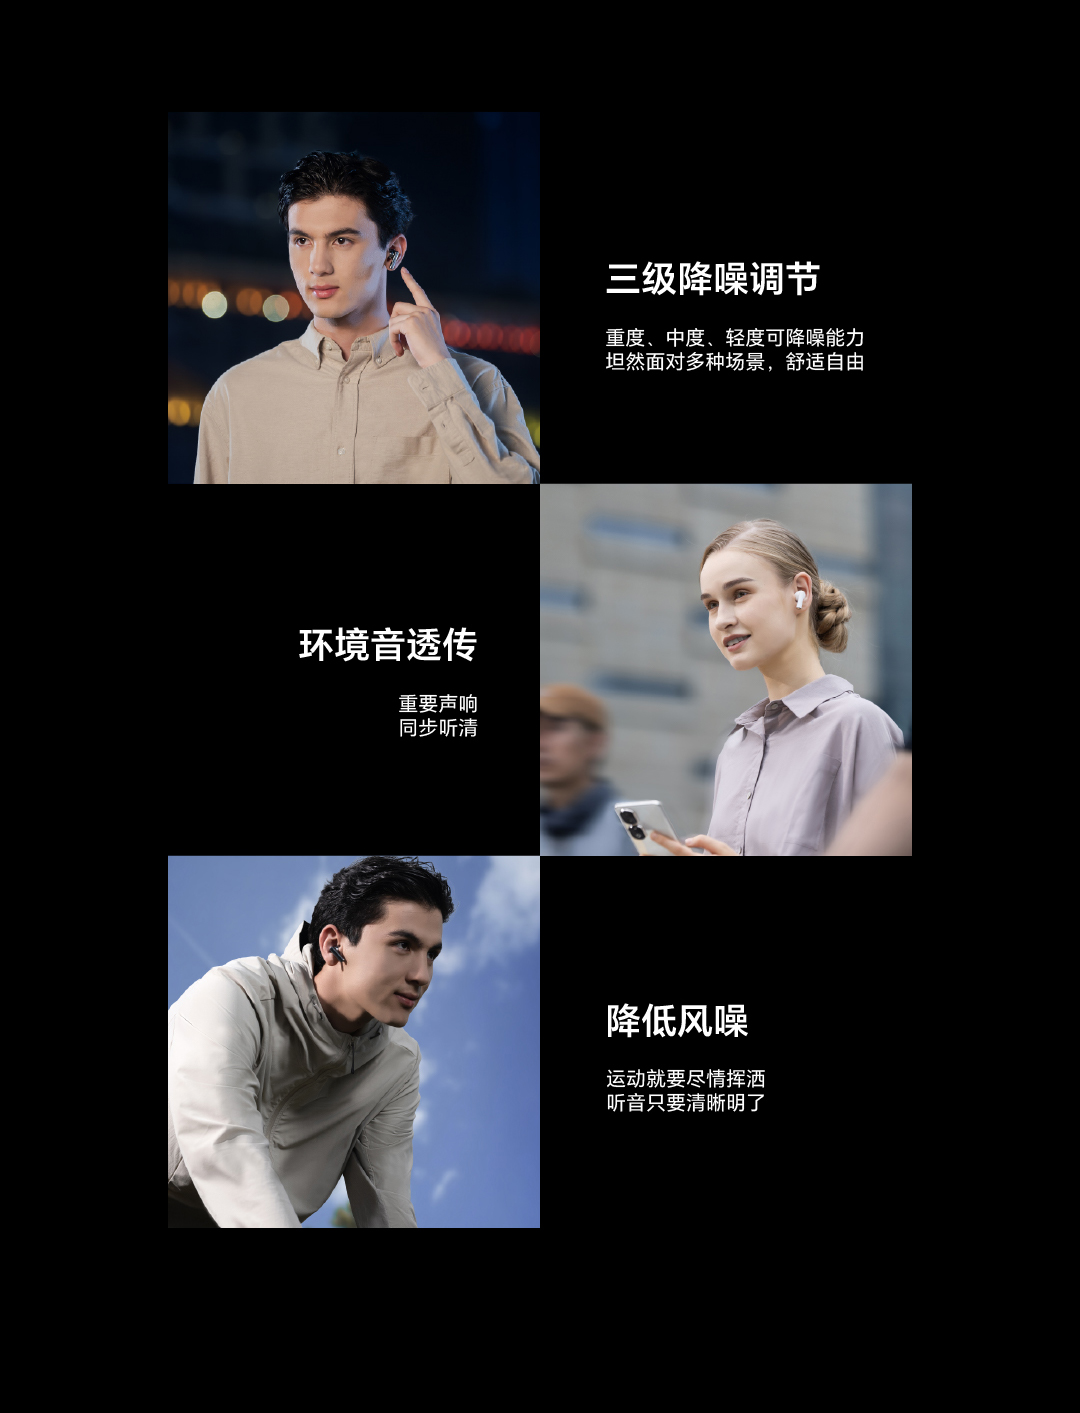 三级降噪调节
重度、中度、轻度可降噪能力
坦然面对多种场景，舒适自由
环境音透传
重要声响
同步听清
降低风噪
运动就要尽情挥洒
听音只要清晰明了